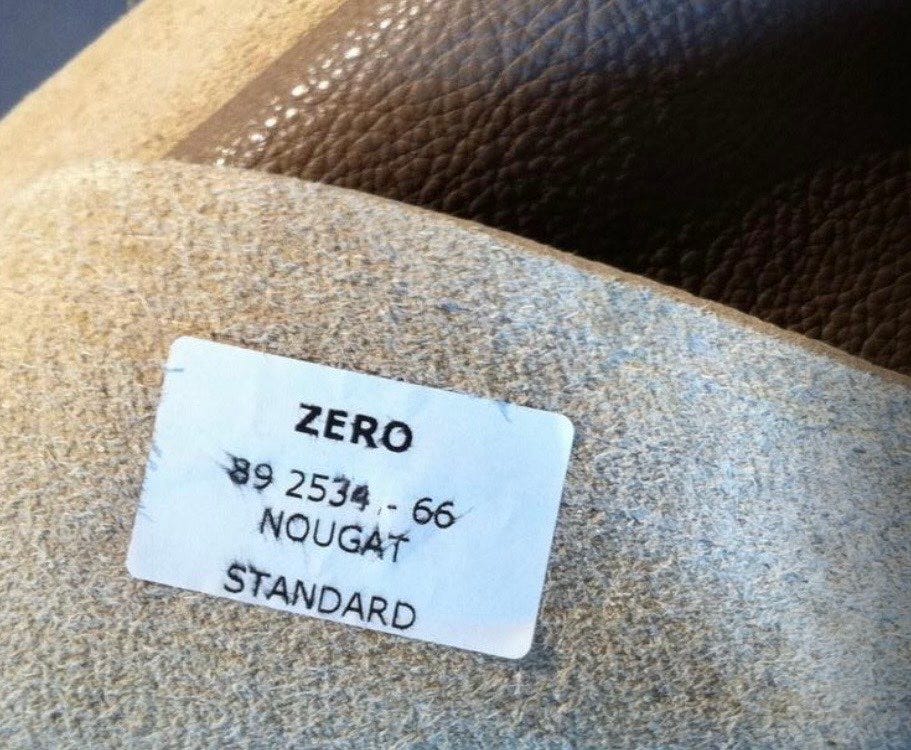 ZERO
89 2534 - 66
NOUGAT
STANDARD